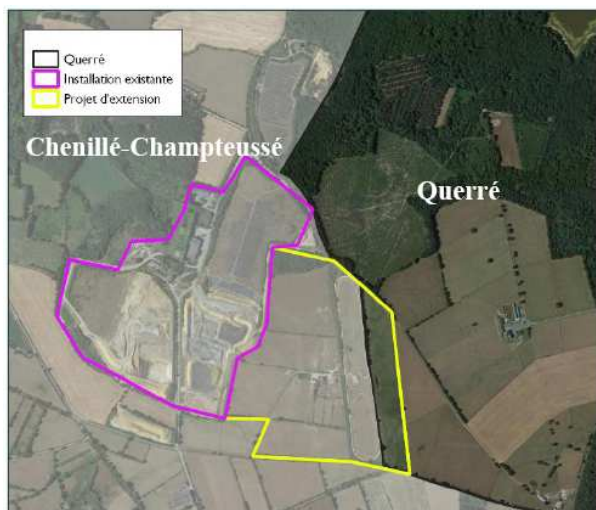 Querré
Installation existante
Projet d'extension
Chenillé-Champteussé
Querré